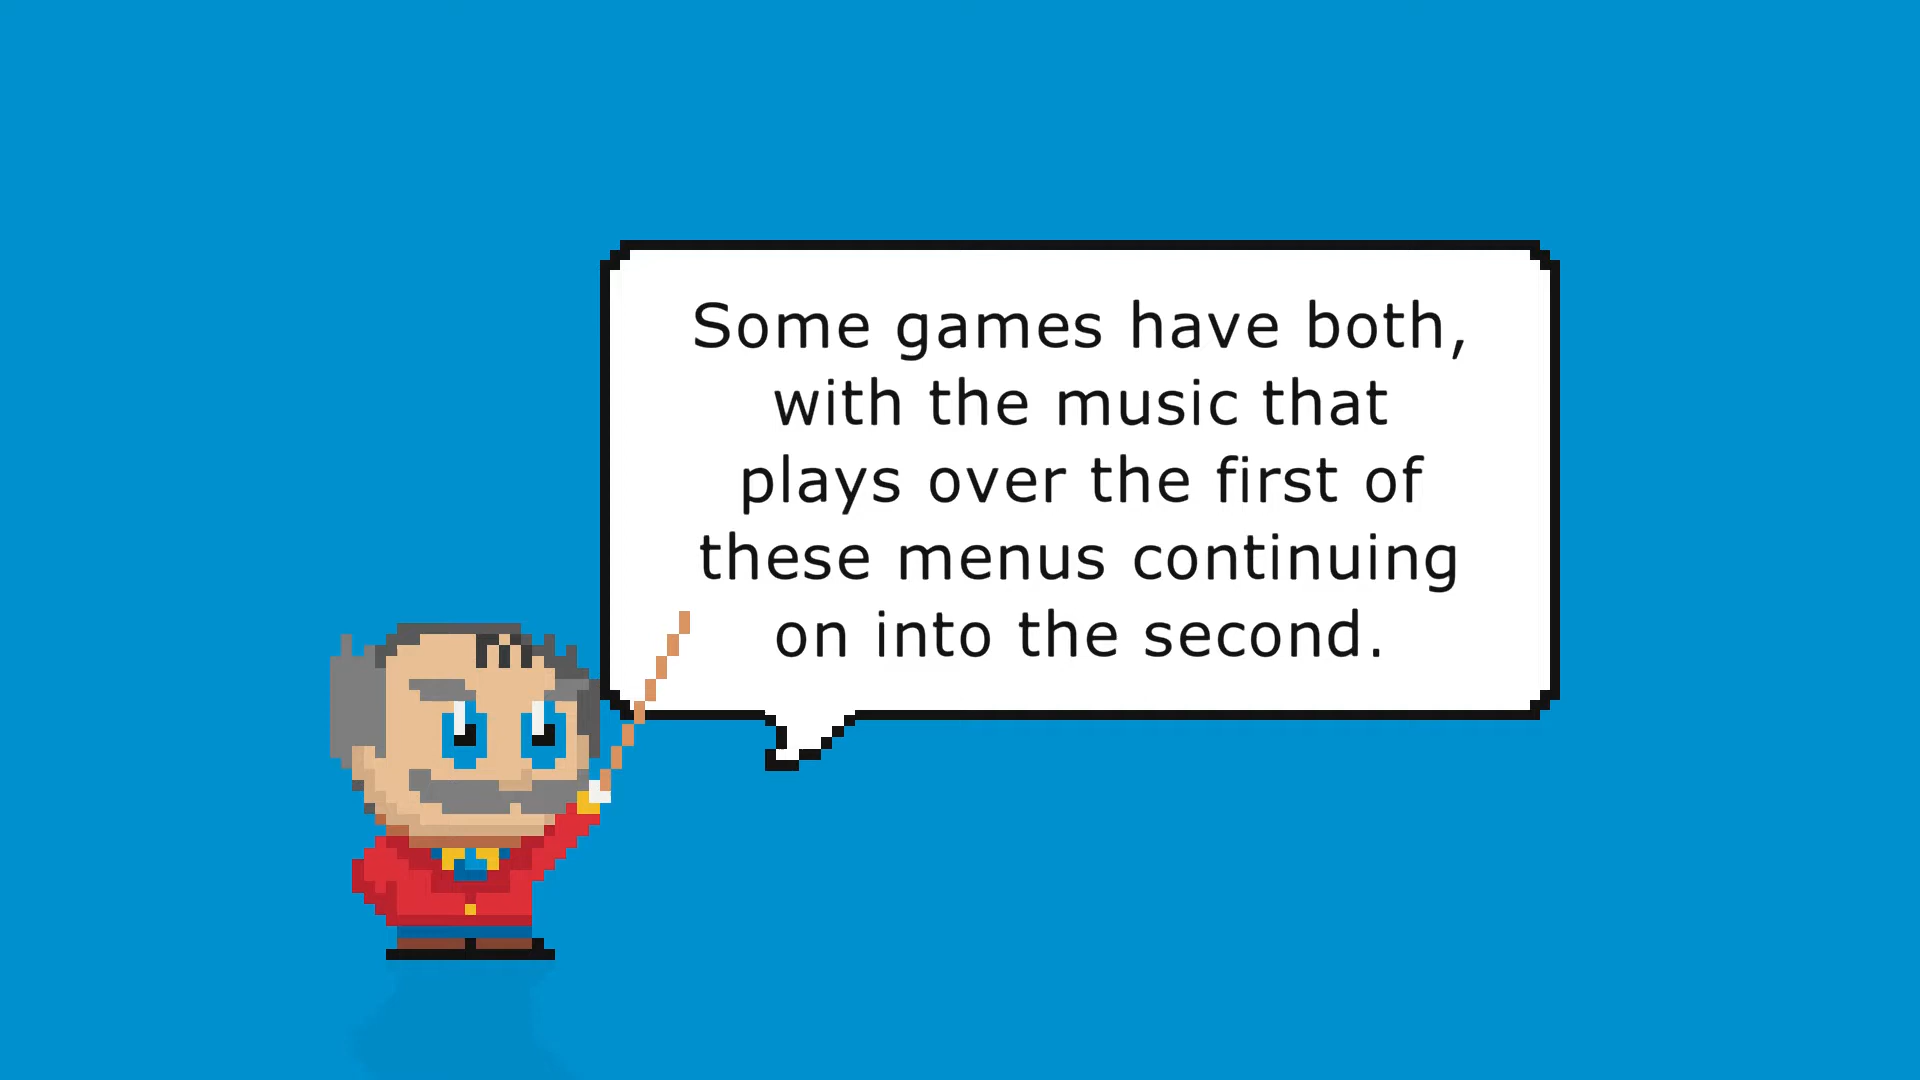 Some games have both,
with the music that
plays over the first of
these menus continuing
on into the second.